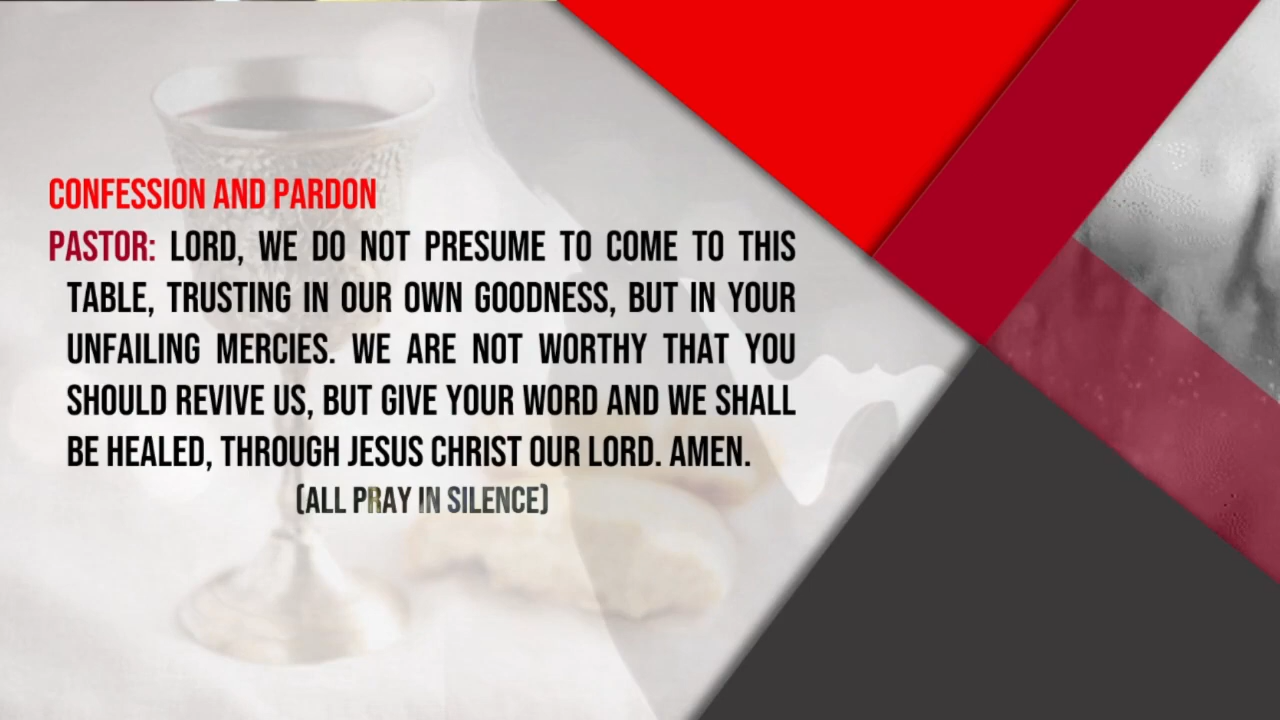 CONFESSION AND PARDON
PASTOR: LORD, WE DO NOT PRESUME TO COME TO THIS
TABLE, TRUSTING IN OUR OWN GOODNESS, BUT IN YOUR
UNFAILING MERCIES. WE ARE NOT WORTHY THAT YOU
SHOULD REVIVE US, BUT GIVE YOUR WORD AND WE SHALL
BE HEALED, THROUGH JESUS CHRIST OUR LORD. AMEN.
(ALL PRAY IN SILENCE)